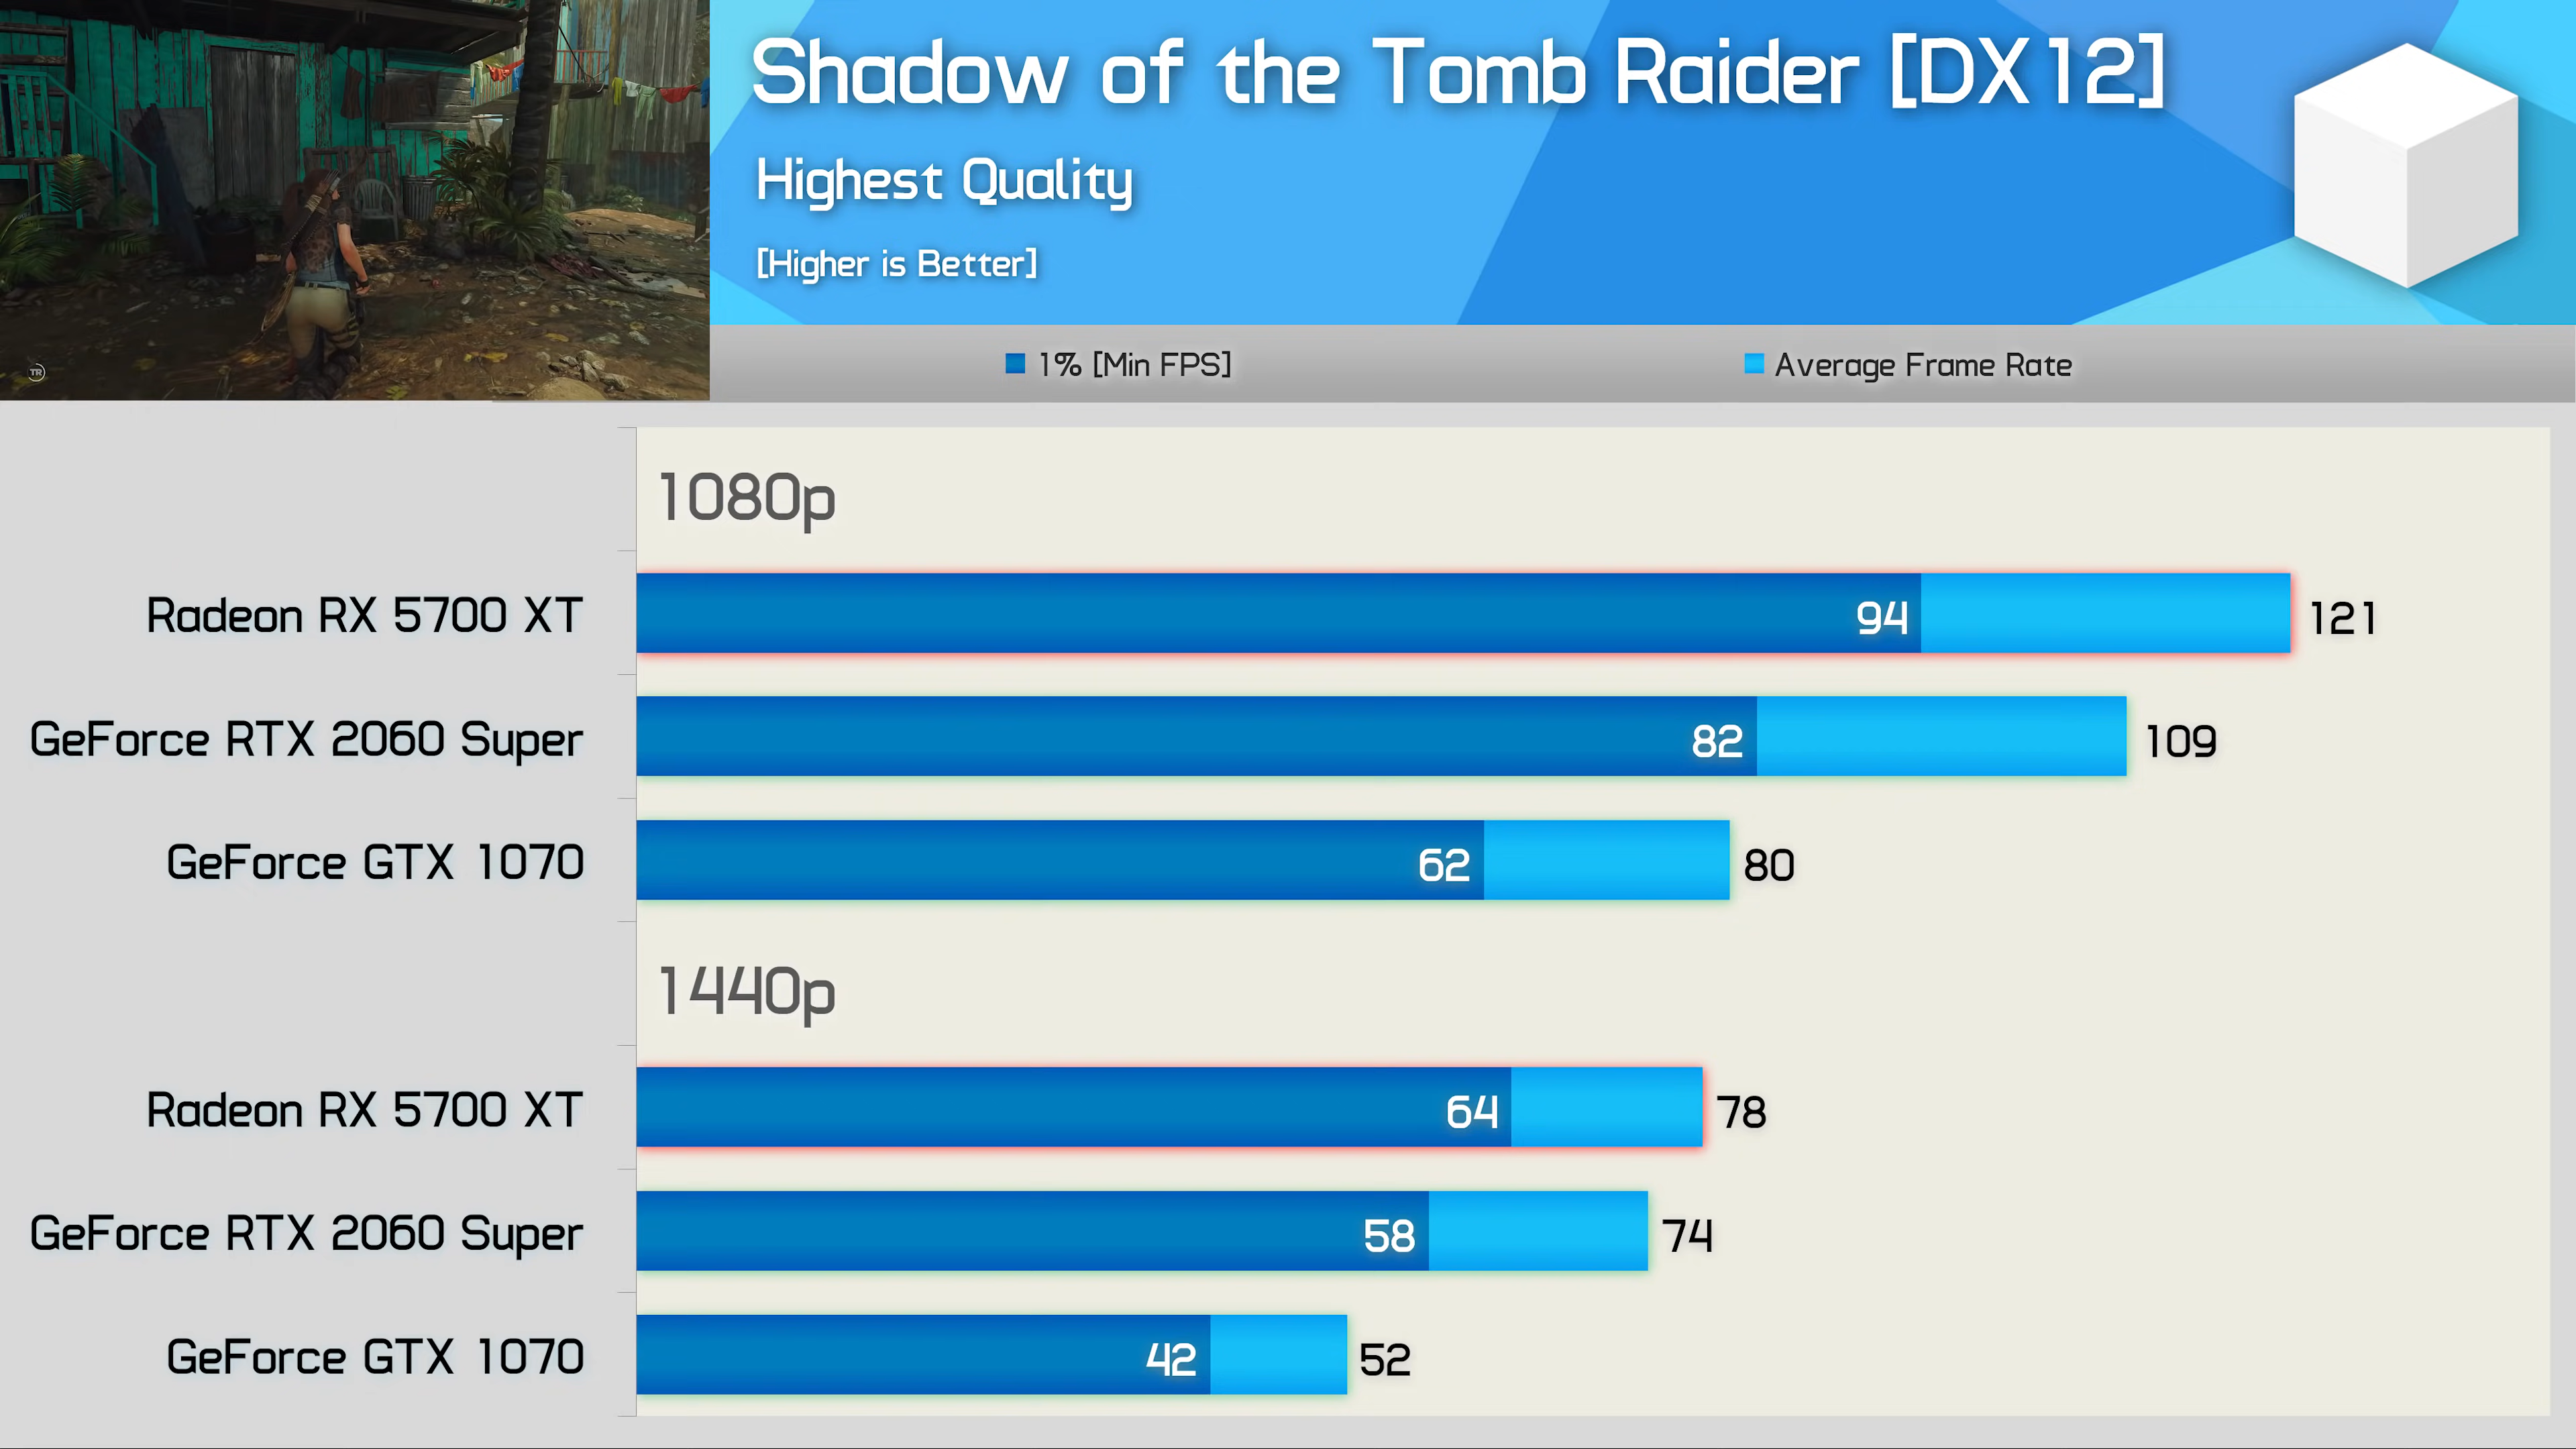 Shadow of the Tomb Raider [DX12]
Highest Quality
[Higher is Better]
TR
1% [Min FPS] Average Frame Rate
1080p
Radeon RX 5700 XT 94 121
GeForce RTX 2060 Super 82 109
GeForce GTX 1070 62 80
1440p
Radeon RX 5700 XT 64 78
GeForce RTX 2060 Super 58 74
GeForce GTX 1070 42 52